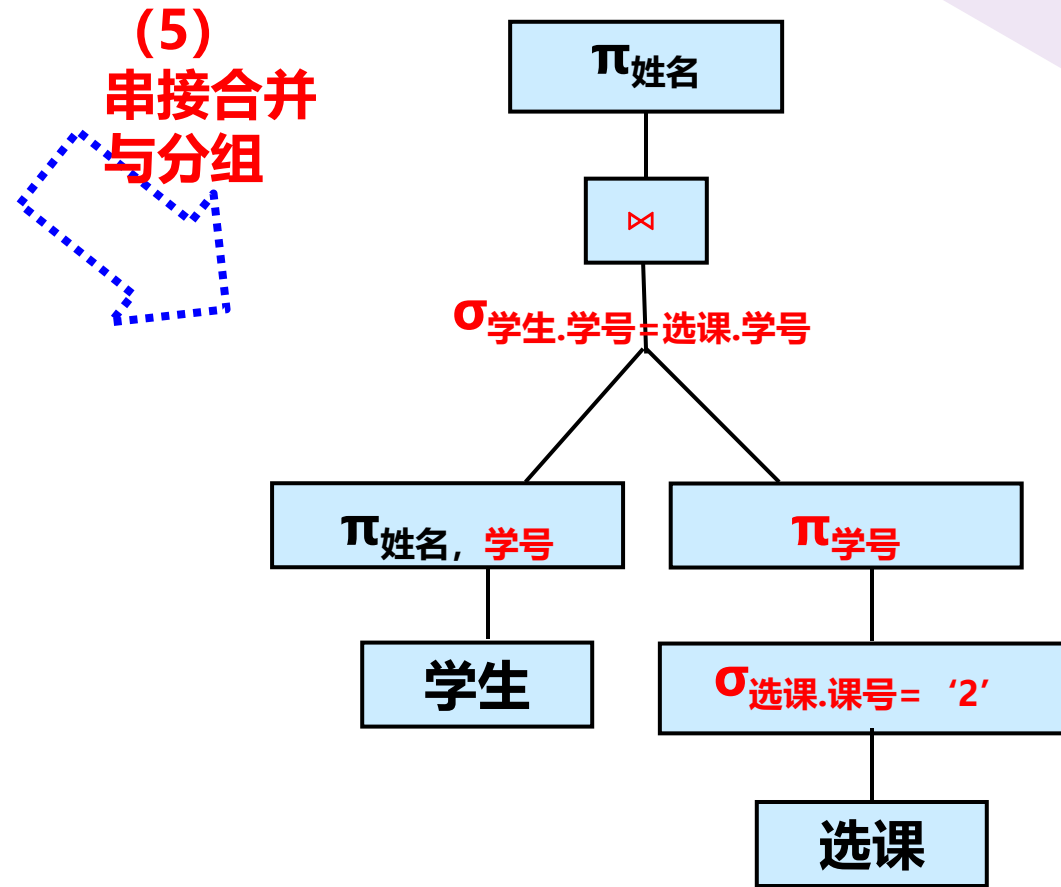 (5)
串接合并
与分组
π姓名
⋈
σ学生.学号=选课.学号
π姓名，学号
π学号
学生
σ选课.课号=‘2’
选课